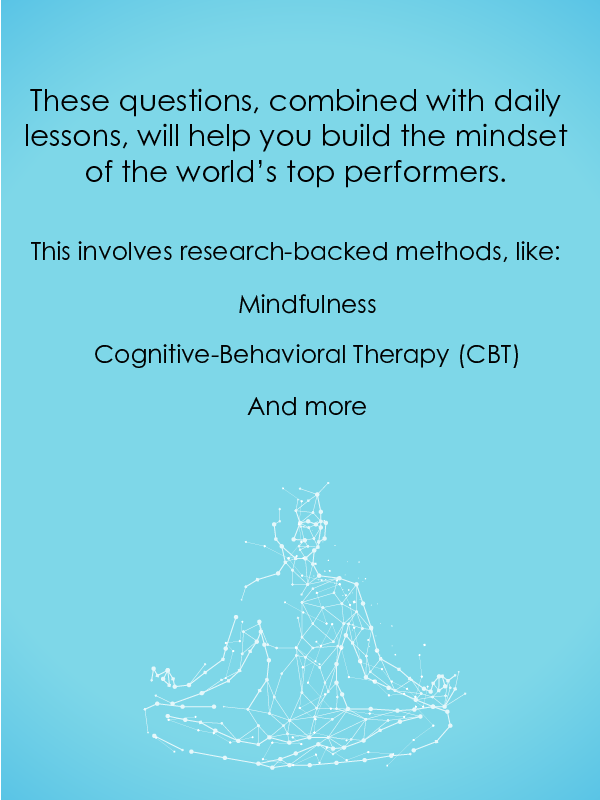 These questions, combined with daily
lessons, will help you build the mindset
of the world’s top performers.
This involves research-backed methods, like:
Mindfulness
Cognitive-Behavioral Therapy (CBT)
And more